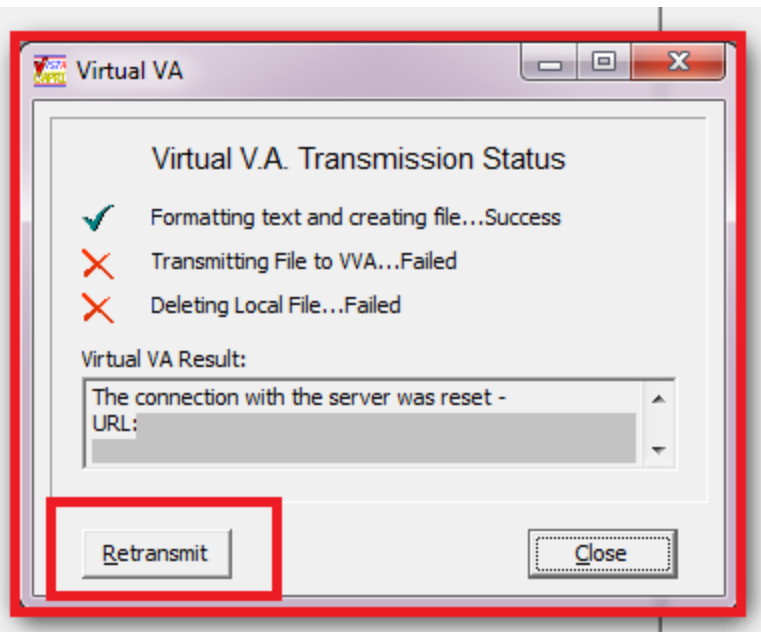 Virtual VA
Virtual V.A. Transmission Status
Formatting text and creating file...Success
Transmitting File to VVA...Failed
Deleting Local File...Failed
Virtual VA Result:
The connection with the server was reset -
URL:
Retransmit
Close